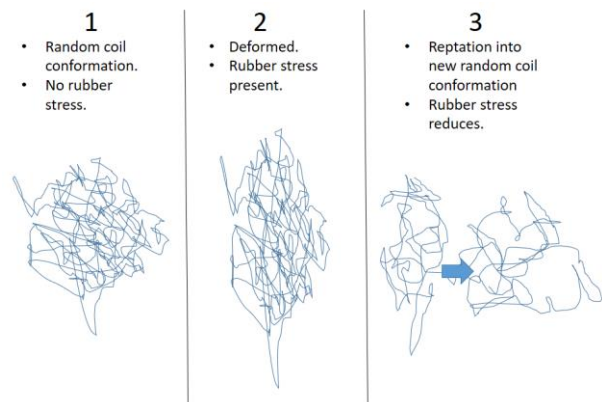 1
• Random coil
conformation.
• No rubber
stress.
2
• Deformed.
• Rubber stress
present.
3
• Reptation into
new random coil
conformation
• Rubber stress
reduces.